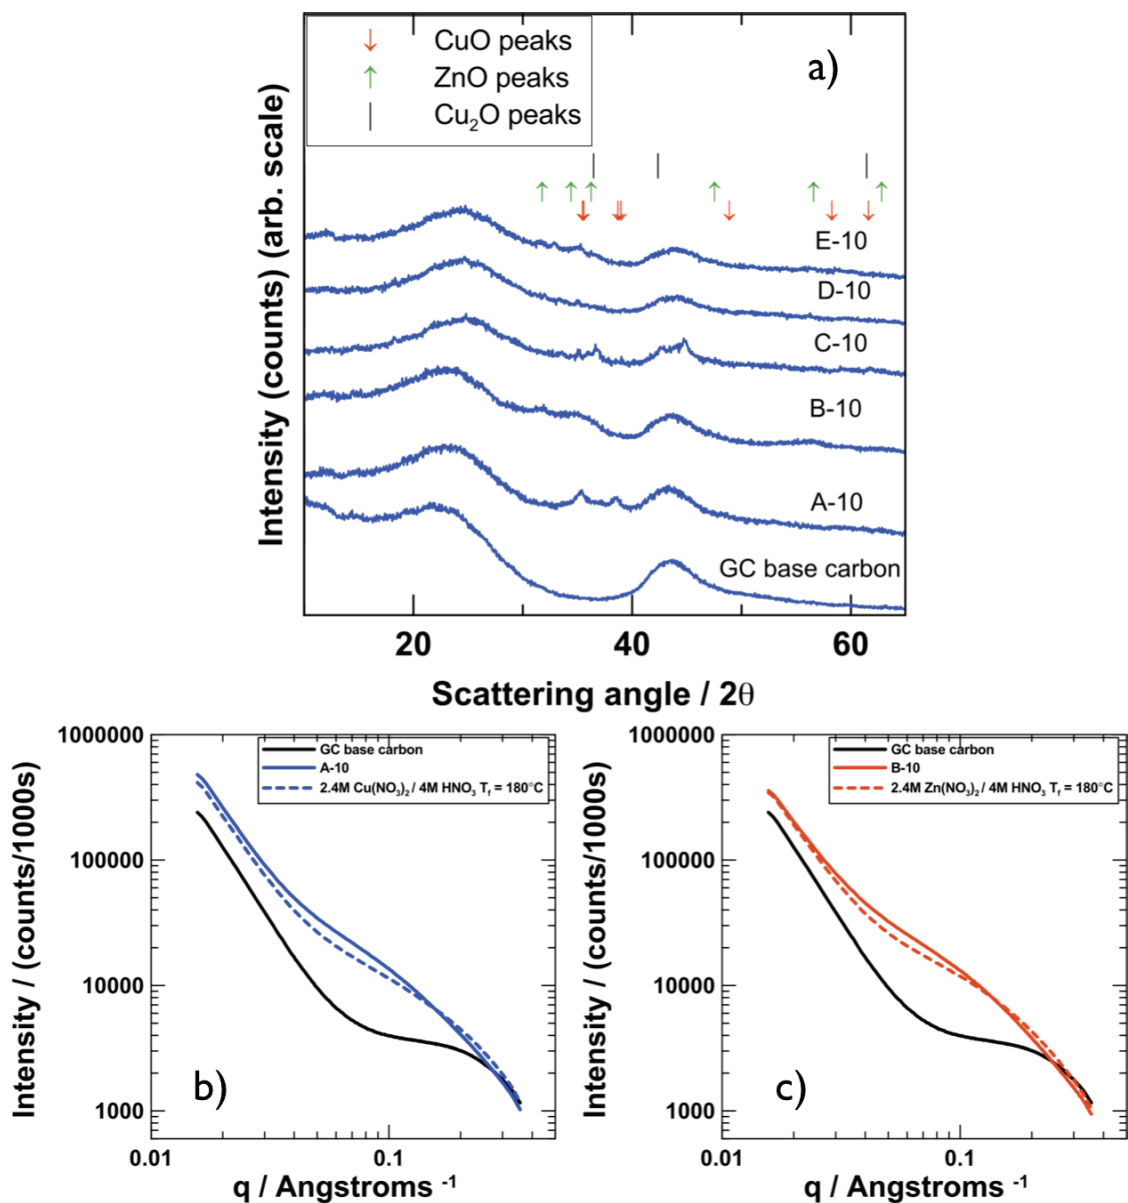 CuO peaks
ZnO peaks
Cu₂O peaks
a)
E-10
D-10
C-10
B-10
A-10
GC base carbon
Intensity (counts) (arb. scale)
20 40 60
Scattering angle / 2θ
1000000
100000
10000
1000
Intensity / (counts/1000s)
GC base carbon
A-10
2.4M Cu(NO₃)₂ / 4M HNO₃ T_f = 180°C
b)
0.01 0.1
q / Angstroms ⁻¹
1000000
100000
10000
1000
Intensity / (counts/1000s)
GC base carbon
B-10
2.4M Zn(NO₃)₂ / 4M HNO₃ T_f = 180°C
c)
0.01 0.1
q / Angstroms ⁻¹